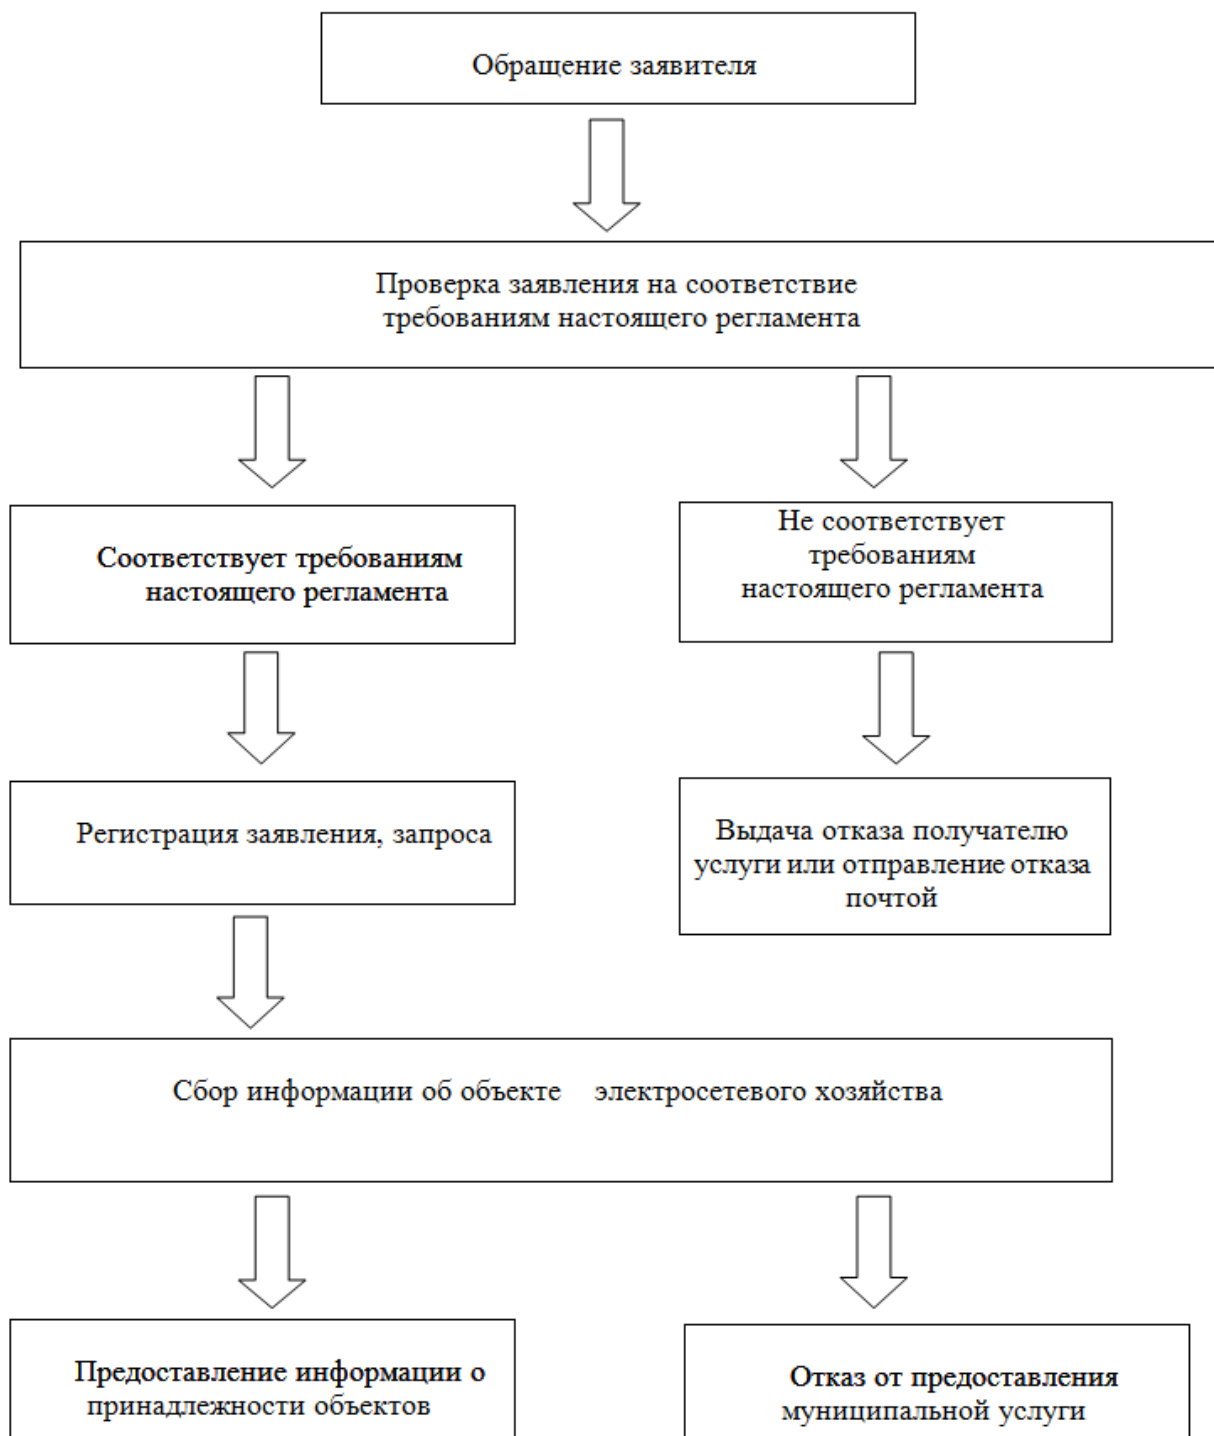 Обращение заявителя
Проверка заявления на соответствие
требованиям настоящего регламента
Соответствует требованиям
настоящего регламента
Не соответствует
требованиям
настоящего регламента
Регистрация заявления, запроса
Выдача отказа получателю
услуги или отправление отказа
почтой
Сбор информации об объекте электросетевого хозяйства
Предоставление информации о
принадлежности объектов
Отказ от предоставления
муниципальной услуги